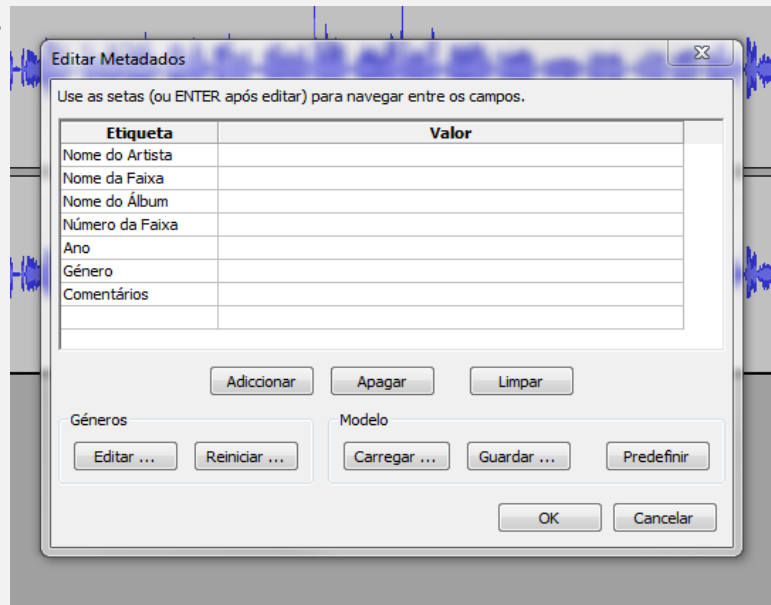 Editar Metadados
Use as setas (ou ENTER após editar) para navegar entre os campos.
Etiqueta Valor
Nome do Artista
Nome da Faixa
Nome do Álbum
Número da Faixa
Ano
Género
Comentários
Adiccionar Apagar Limpar
Géneros Modelo
Editar ... Reiniciar ... Carregar ... Guardar ... Predefinir
OK Cancelar